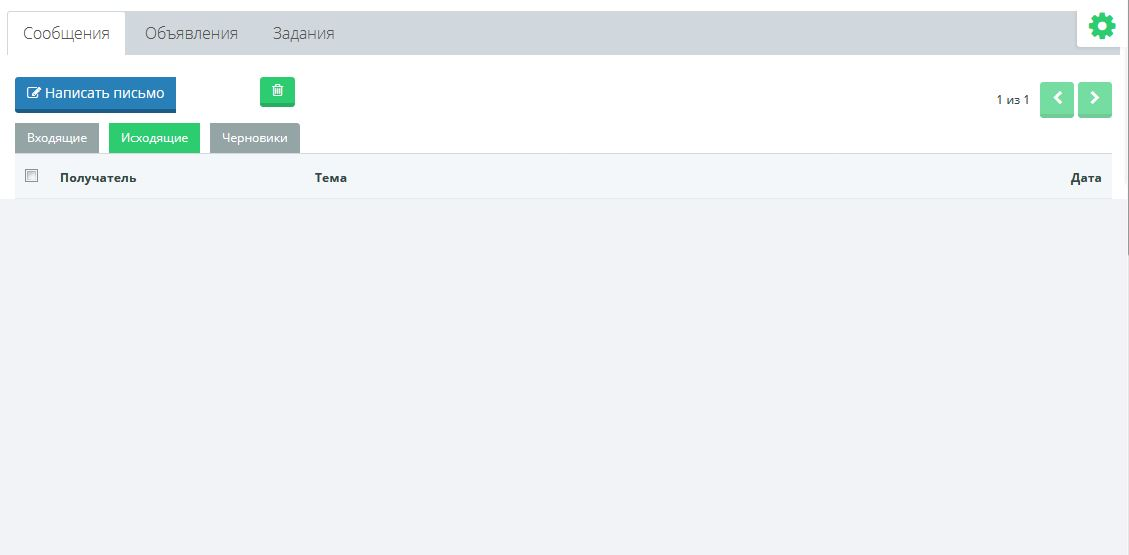 Сообщения Объявления Задания
Написать письмо
1 из 1
Входящие Исходящие Черновики
Получатель Тема Дата